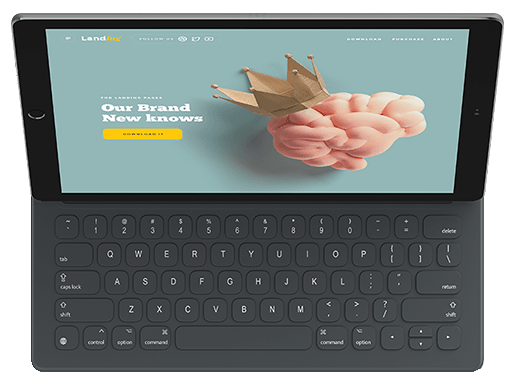 Landing FOLLOW US DOWNLOAD PURCHASE ABOUT
FOR LANDING PAGES
Our Brand
New knows
DOWNLOAD IT
~ ! @ # $ % ^ & * ( ) _ +
` 1 2 3 4 5 6 7 8 9 0 - = delete
tab Q W E R T Y U I O P { [ } ] | \
caps lock A S D F G H J K L : ; " ' return
shift Z X C V B N M < , > . ? / shift
control option command command option